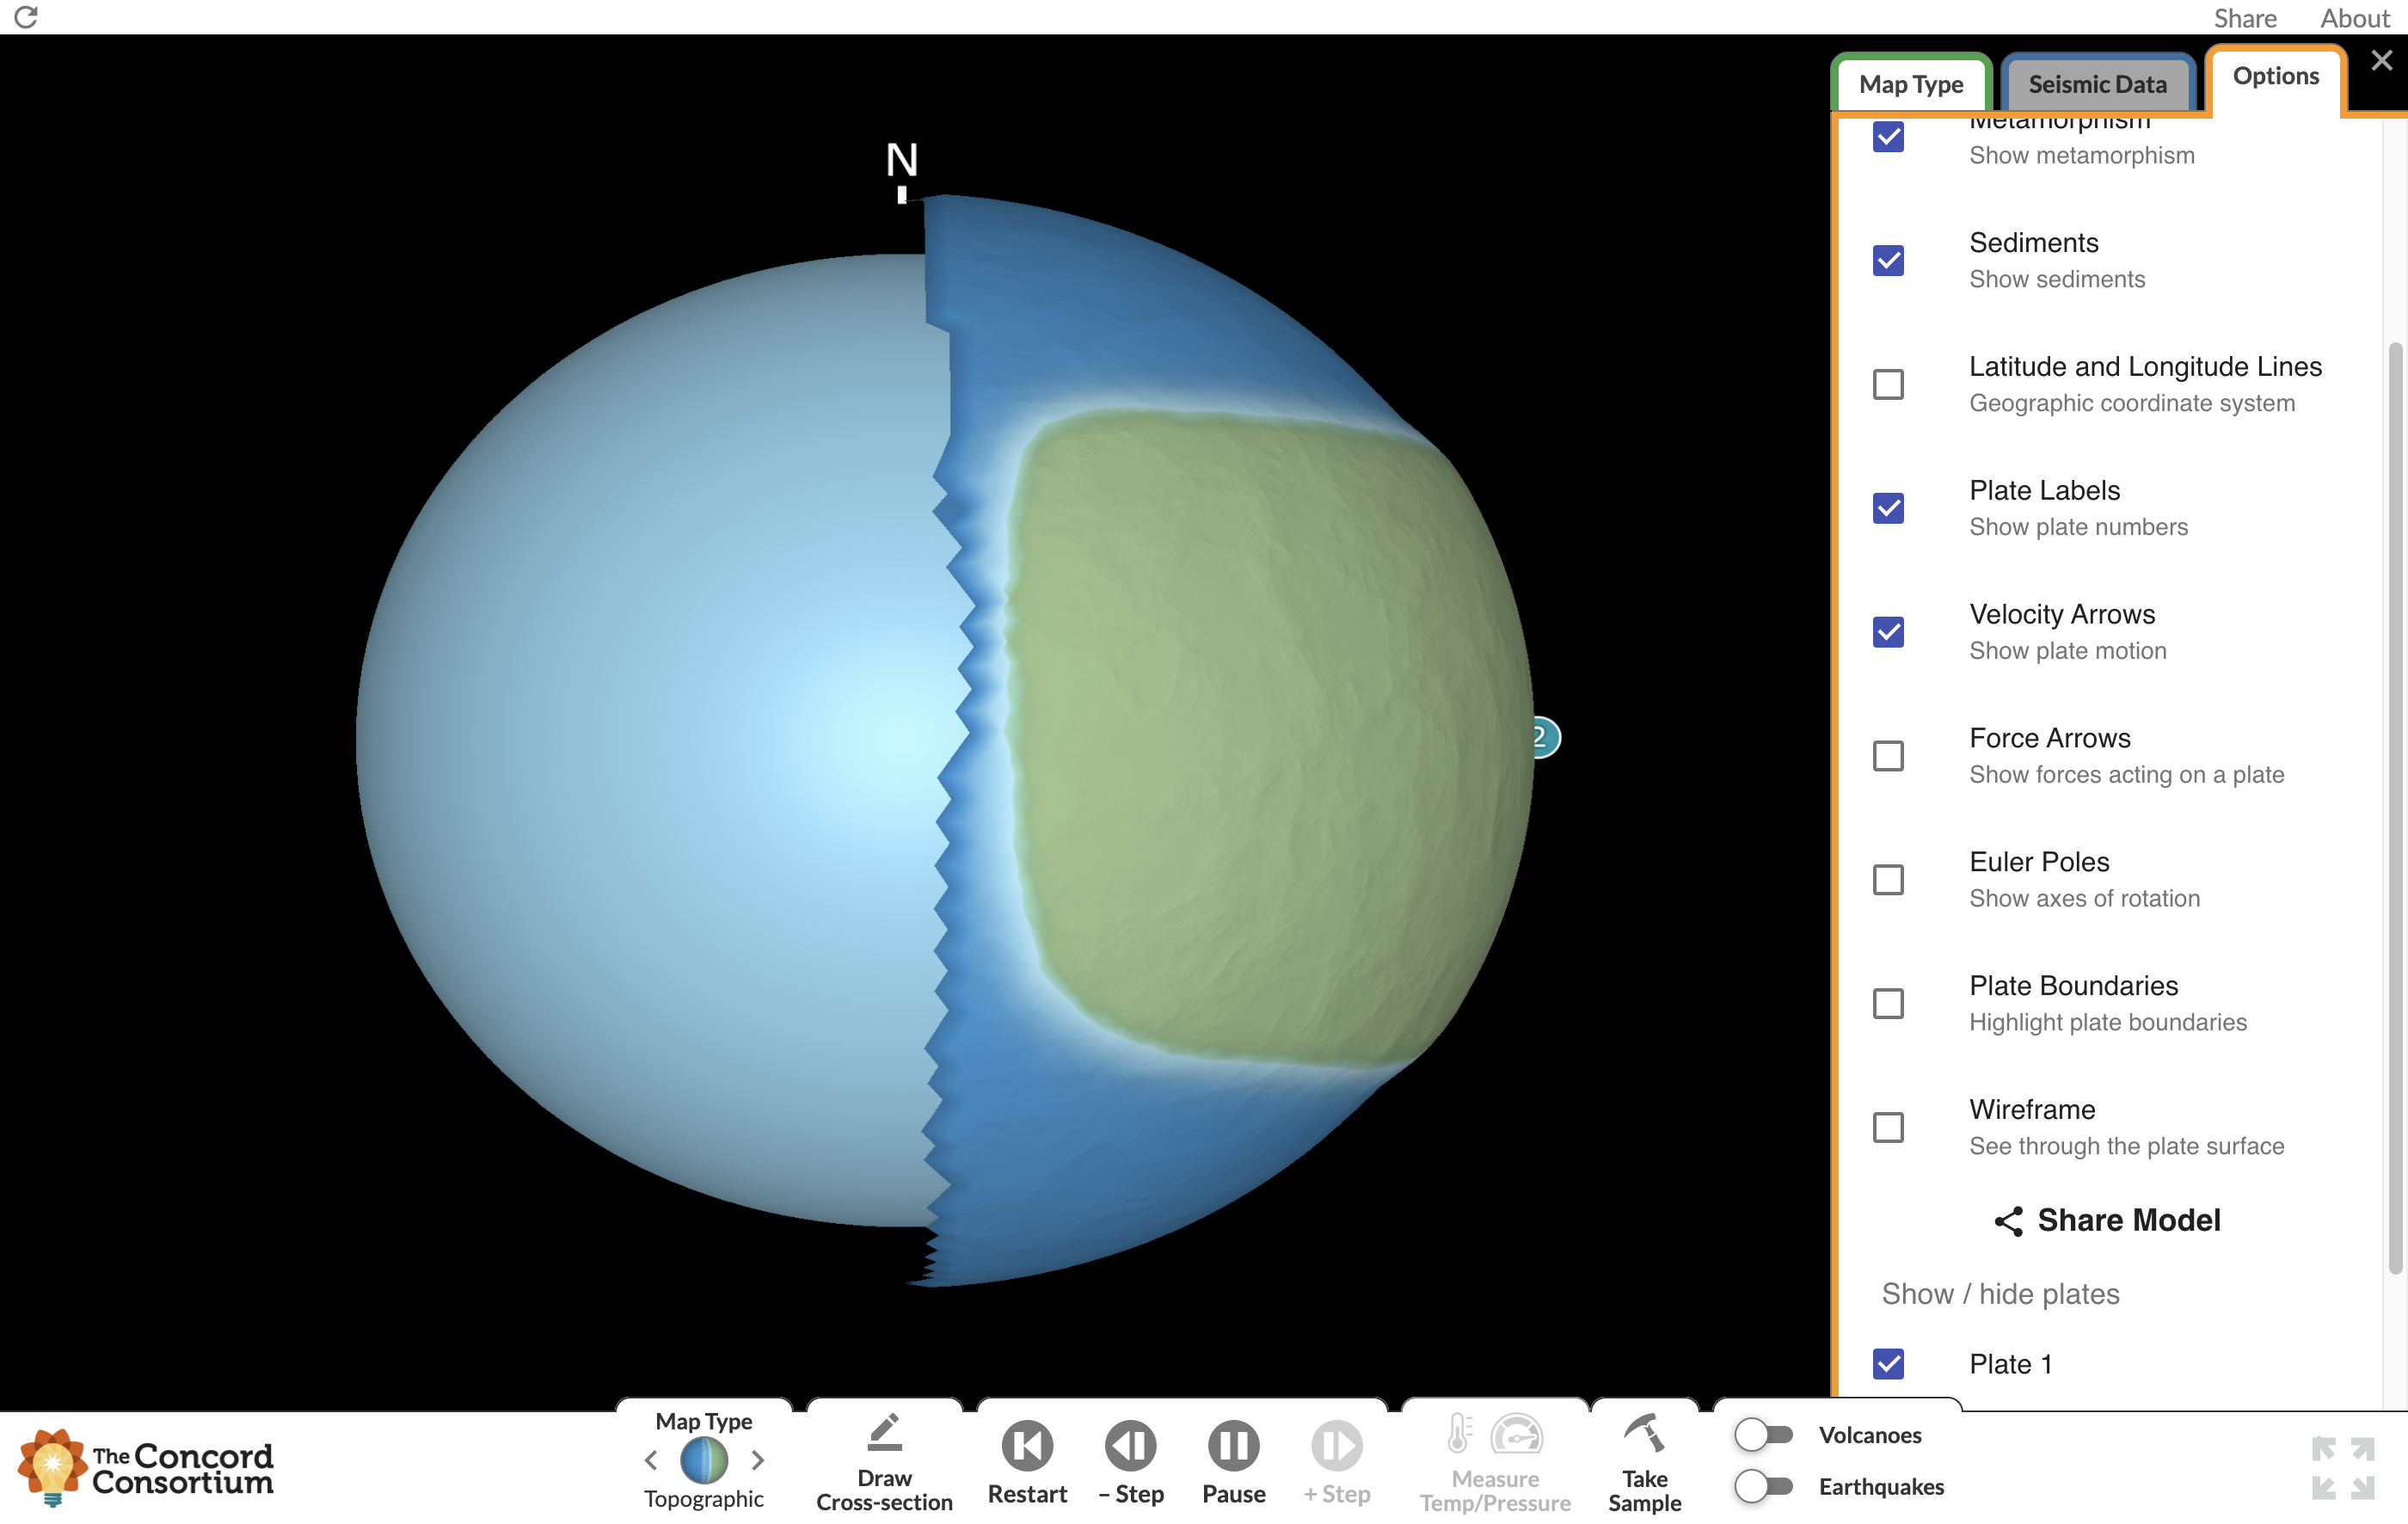 Share
About
Map Type
Seismic Data
Options
Metamorphism
Show metamorphism
Sediments
Show sediments
Latitude and Longitude Lines
Geographic coordinate system
Plate Labels
Show plate numbers
Velocity Arrows
Show plate motion
Force Arrows
Show forces acting on a plate
Euler Poles
Show axes of rotation
Plate Boundaries
Highlight plate boundaries
Wireframe
See through the plate surface
Share Model
Show / hide plates
Plate 1
N
2
The Concord
Consortium
Map Type
Topographic
Draw
Cross-section
Restart
– Step
Pause
+ Step
Measure
Temp/Pressure
Take
Sample
Volcanoes
Earthquakes